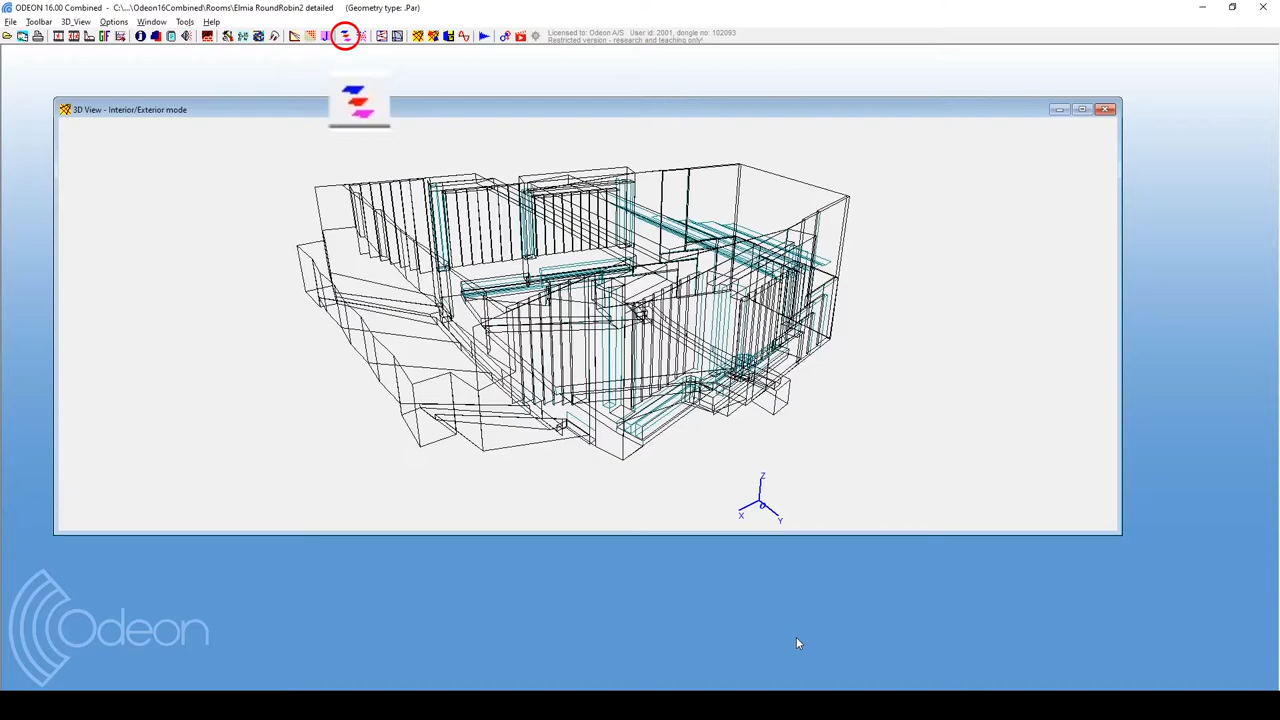 ODEON 16.00 Combined - C:\...\Odeon16Combined\Rooms\Elmia RoundRobin2 detailed (Geometry type: .Par)
File Toolbar 3D_View Options Window Tools Help
Licensed to: Odeon A/S User id: 2001, dongle no: 102093
Restricted version - research and teaching only!
3D View - Interior/Exterior mode
Z
X
Y
Odeon